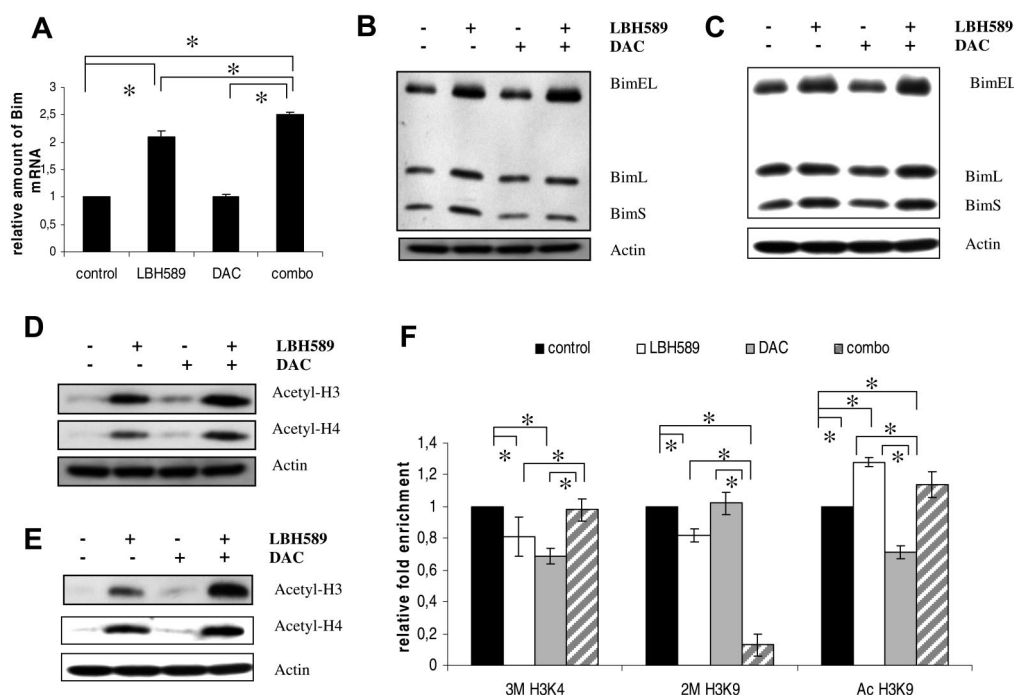 A
*
*
*
*
relative amount of Bim
mRNA
3
2,5
2
1,5
1
0,5
0
control LBH589 DAC combo
B
- + - + LBH589
- - + + DAC
BimEL
BimL
BimS
Actin
C
- + - + LBH589
- - + + DAC
BimEL
BimL
BimS
Actin
D
- + - + LBH589
- - + + DAC
Acetyl-H3
Acetyl-H4
Actin
E
- + - + LBH589
- - + + DAC
Acetyl-H3
Acetyl-H4
Actin
F
control LBH589 DAC combo
relative fold enrichment
1,4
1,2
1
0,8
0,6
0,4
0,2
0
*
*
*
*
*
*
*
*
*
*
*
*
*
3M H3K4 2M H3K9 Ac H3K9